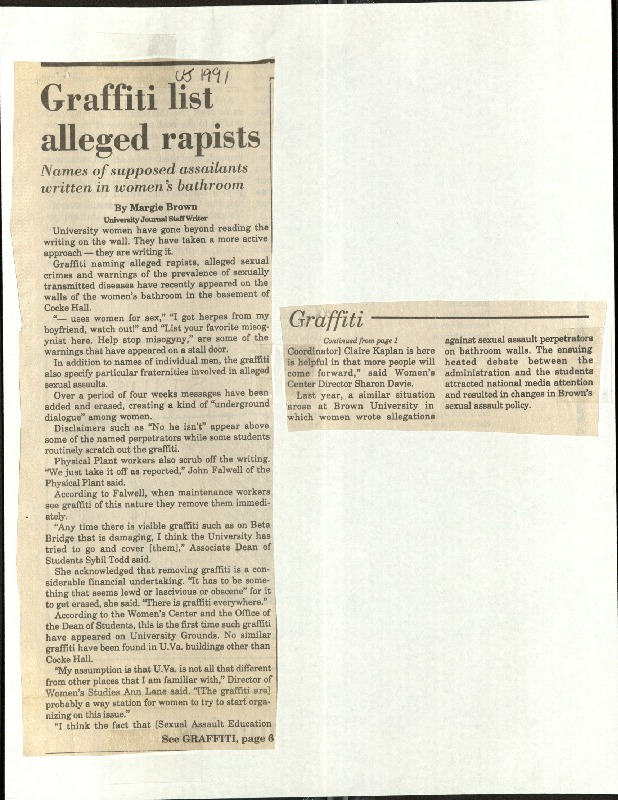 UJ 1991
Graffiti list
alleged rapists
Names of supposed assailants
written in women's bathroom
By Margie Brown
University Journal Staff Writer
University women have gone beyond reading the
writing on the wall. They have taken a more active
approach — they are writing it.
Graffiti naming alleged rapists, alleged sexual
crimes and warnings of the prevalence of sexually
transmitted diseases have recently appeared on the
walls of the women's bathroom in the basement of
Cocke Hall.
"— uses women for sex," "I got herpes from my
boyfriend, watch out!" and "List your favorite misog-
ynist here. Help stop misogyny," are some of the
warnings that have appeared on a stall door.
In addition to names of individual men, the graffiti
also specify particular fraternities involved in alleged
sexual assaults.
Over a period of four weeks messages have been
added and erased, creating a kind of "underground
dialogue" among women.
Disclaimers such as "No he isn't" appear above
some of the named perpetrators while some students
routinely scratch out the graffiti.
Physical Plant workers also scrub off the writing.
"We just take it off as reported," John Falwell of the
Physical Plant said.
According to Falwell, when maintenance workers
see graffiti of this nature they remove them immedi-
ately.
"Any time there is visible graffiti such as on Beta
Bridge that is damaging, I think the University has
tried to go and cover [them]," Associate Dean of
Students Sybil Todd said.
She acknowledged that removing graffiti is a con-
siderable financial undertaking. "It has to be some-
thing that seems lewd or lascivious or obscene" for it
to get erased, she said. "There is graffiti everywhere."
According to the Women's Center and the Office of
the Dean of Students, this is the first time such graffiti
have appeared on University Grounds. No similar
graffiti have been found in U.Va. buildings other than
Cocke Hall.
"My assumption is that U.Va. is not all that different
from other places that I am familiar with," Director of
Women's Studies Ann Lane said. "[The graffiti are]
probably a way station for women to try to start orga-
nizing on this issue."
"I think the fact that [Sexual Assault Education
See GRAFFITI, page 6
Graffiti
Continued from page 1
Coordinator] Claire Kaplan is here
is helpful in that more people will
come forward," said Women's
Center Director Sharon Davie.
Last year, a similar situation
arose at Brown University in
which women wrote allegations
against sexual assault perpetrators
on bathroom walls. The ensuing
heated debate between the
administration and the students
attracted national media attention
and resulted in changes in Brown's
sexual assault policy.